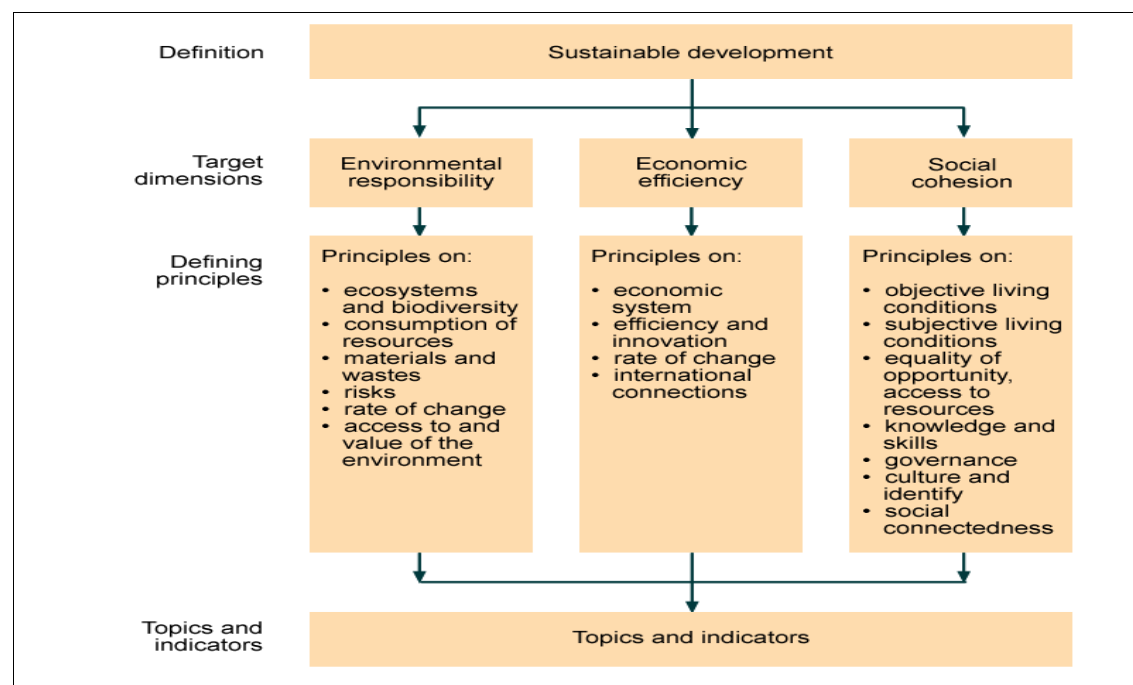 Definition
Sustainable development
Target
dimensions
Environmental
responsibility
Economic
efficiency
Social
cohesion
Defining
principles
Principles on:
• ecosystems
and biodiversity
• consumption of
resources
• materials and
wastes
• risks
• rate of change
• access to and
value of the
environment
Principles on:
• economic
system
• efficiency and
innovation
• rate of change
• international
connections
Principles on:
• objective living
conditions
• subjective living
conditions
• equality of
opportunity,
access to
resources
• knowledge and
skills
• governance
• culture and
identify
• social
connectedness
Topics and
indicators
Topics and indicators